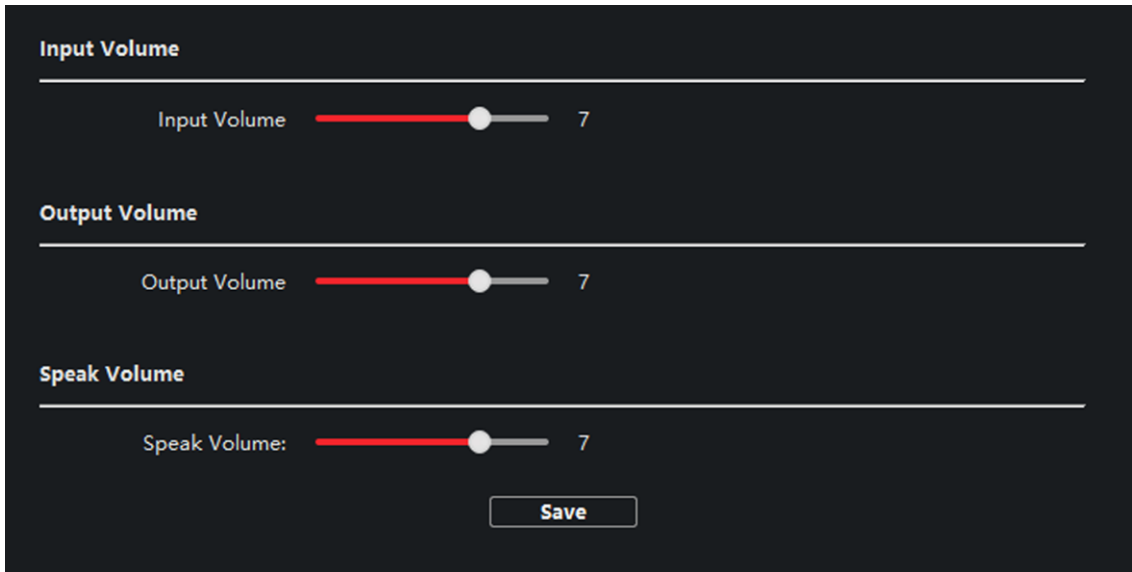 Input Volume
Input Volume 7
Output Volume
Output Volume 7
Speak Volume
Speak Volume: 7
Save